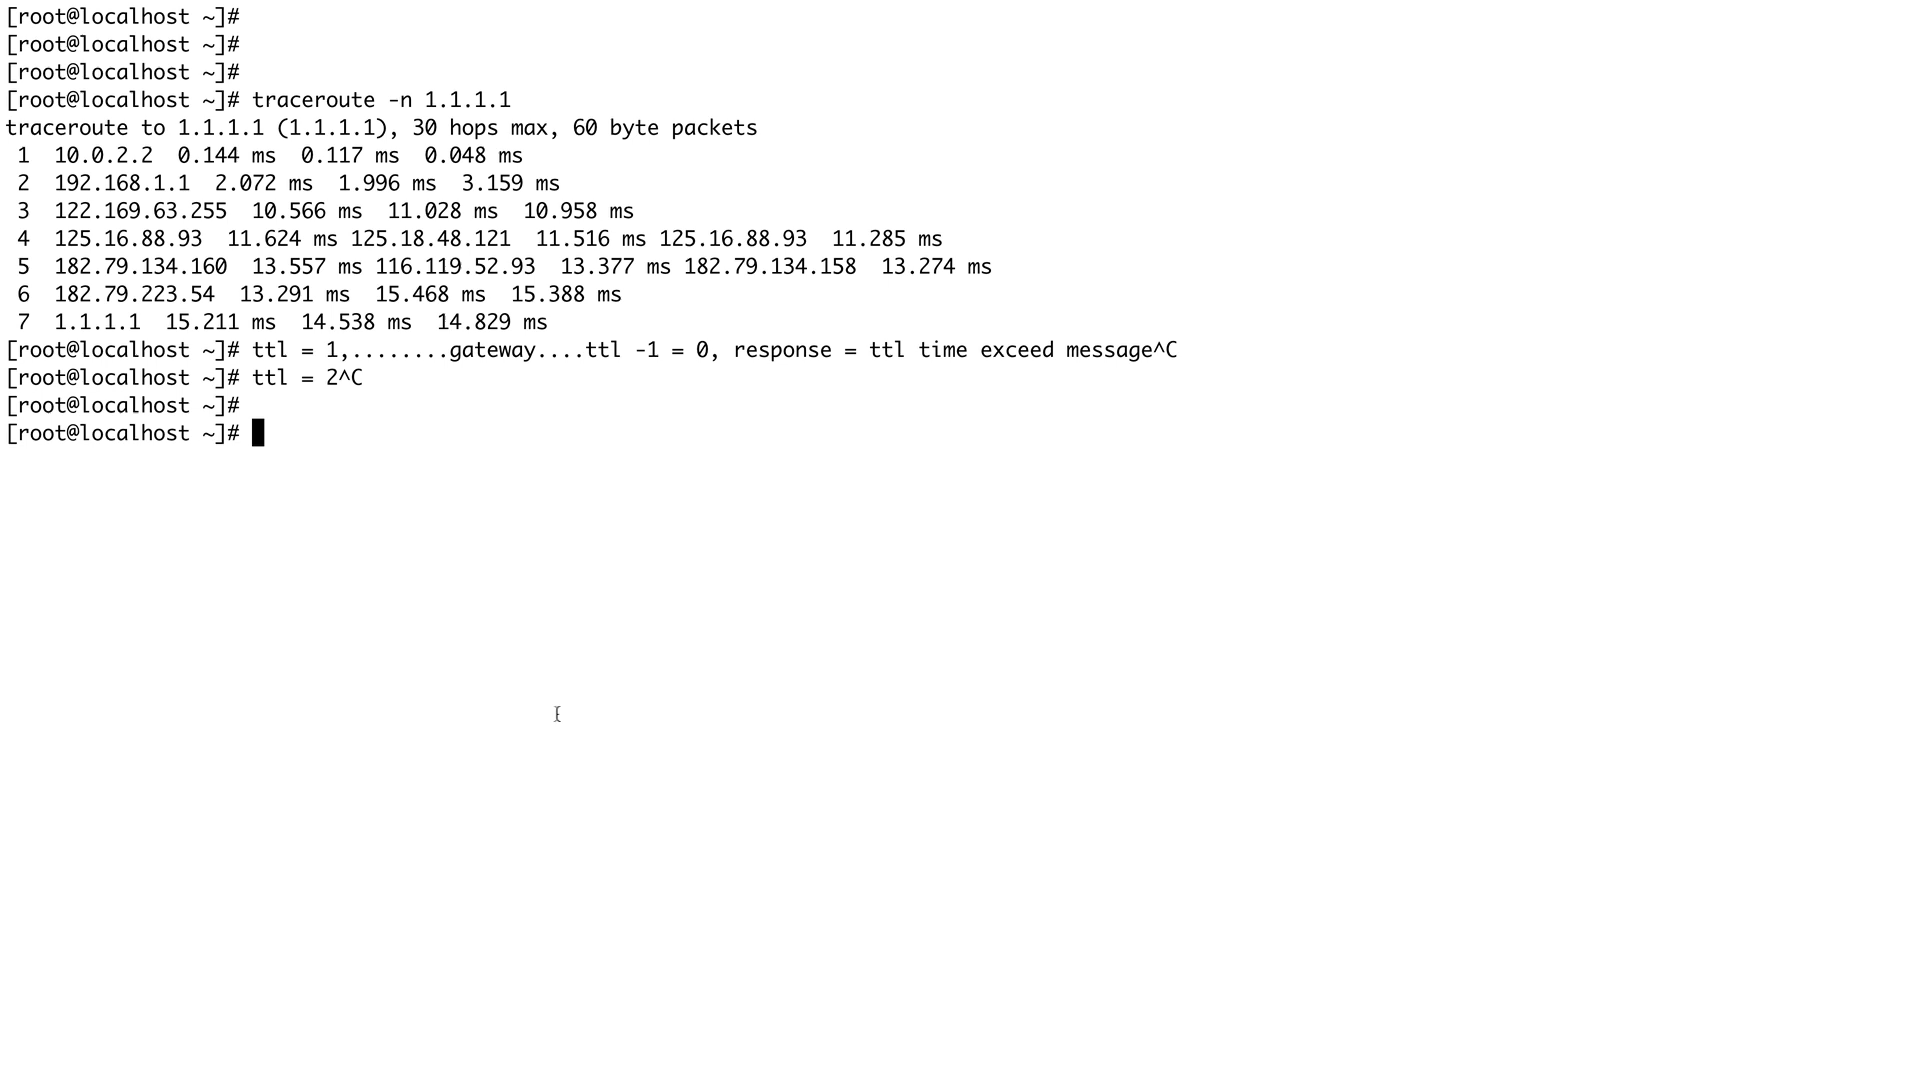 [root@localhost ~]#
[root@localhost ~]#
[root@localhost ~]#
[root@localhost ~]# traceroute -n 1.1.1.1
traceroute to 1.1.1.1 (1.1.1.1), 30 hops max, 60 byte packets
 1  10.0.2.2  0.144 ms  0.117 ms  0.048 ms
 2  192.168.1.1  2.072 ms  1.996 ms  3.159 ms
 3  122.169.63.255  10.566 ms  11.028 ms  10.958 ms
 4  125.16.88.93  11.624 ms 125.18.48.121  11.516 ms 125.16.88.93  11.285 ms
 5  182.79.134.160  13.557 ms 116.119.52.93  13.377 ms 182.79.134.158  13.274 ms
 6  182.79.223.54  13.291 ms  15.468 ms  15.388 ms
 7  1.1.1.1  15.211 ms  14.538 ms  14.829 ms
[root@localhost ~]# ttl = 1,........gateway....ttl -1 = 0, response = ttl time exceed message^C
[root@localhost ~]# ttl = 2^C
[root@localhost ~]#
[root@localhost ~]#